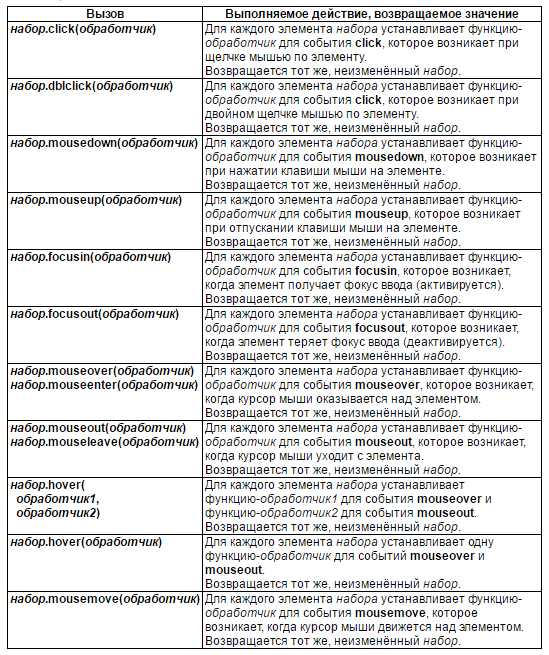 Вызов
Выполняемое действие, возвращаемое значение
набор.click(обработчик)
Для каждого элемента набора устанавливает функцию-
обработчик для события click, которое возникает при
щелчке мышью по элементу.
Возвращается тот же, неизменённый набор.
набор.dblclick(обработчик)
Для каждого элемента набора устанавливает функцию-
обработчик для события click, которое возникает при
двойном щелчке мышью по элементу.
Возвращается тот же, неизменённый набор.
набор.mousedown(обработчик)
Для каждого элемента набора устанавливает функцию-
обработчик для события mousedown, которое возникает
при нажатии клавиши мыши на элементе.
Возвращается тот же, неизменённый набор.
набор.mouseup(обработчик)
Для каждого элемента набора устанавливает функцию-
обработчик для события mouseup, которое возникает
при отпускании клавиши мыши на элементе.
Возвращается тот же, неизменённый набор.
набор.focusin(обработчик)
Для каждого элемента набора устанавливает функцию-
обработчик для события focusin, которое возникает,
когда элемент получает фокус ввода (активируется).
Возвращается тот же, неизменённый набор.
набор.focusout(обработчик)
Для каждого элемента набора устанавливает функцию-
обработчик для события focusout, которое возникает,
когда элемент теряет фокус ввода (деактивируется).
Возвращается тот же, неизменённый набор.
набор.mouseover(обработчик)
набор.mouseenter(обработчик)
Для каждого элемента набора устанавливает функцию-
обработчик для события mouseover, которое возникает,
когда курсор мыши оказывается над элементом.
Возвращается тот же, неизменённый набор.
набор.mouseout(обработчик)
набор.mouseleave(обработчик)
Для каждого элемента набора устанавливает функцию-
обработчик для события mouseout, которое возникает,
когда курсор мыши уходит с элемента.
Возвращается тот же, неизменённый набор.
набор.hover(
обработчик1,
обработчик2)
Для каждого элемента набора устанавливает
функцию-обработчик1 для события mouseover и
функцию-обработчик2 для события mouseout.
Возвращается тот же, неизменённый набор.
набор.hover(обработчик)
Для каждого элемента набора устанавливает одну
функцию-обработчик для событий mouseover и
mouseout.
Возвращается тот же, неизменённый набор.
набор.mousemove(обработчик)
Для каждого элемента набора устанавливает функцию-
обработчик для события mousemove, которое
возникает, когда курсор мыши движется над элементом.
Возвращается тот же, неизменённый набор.